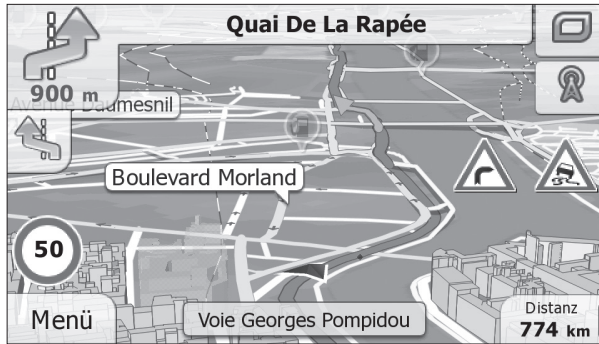 Quai De La Rapée
900 m
Avenue Daumesnil
Boulevard Morland
50
Menü
Voie Georges Pompidou
Distanz
774 km